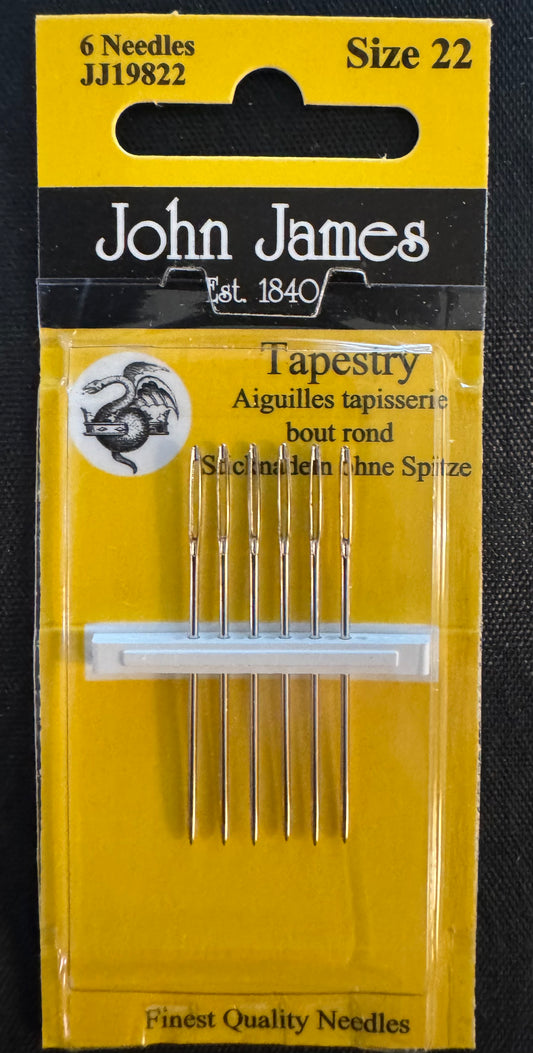 6 Needles
JJ19822
Size 22
John James
Est. 1840
Tapestry
Aiguilles tapisserie
bout rond
Sticknadeln ohne Spitze
Finest Quality Needles